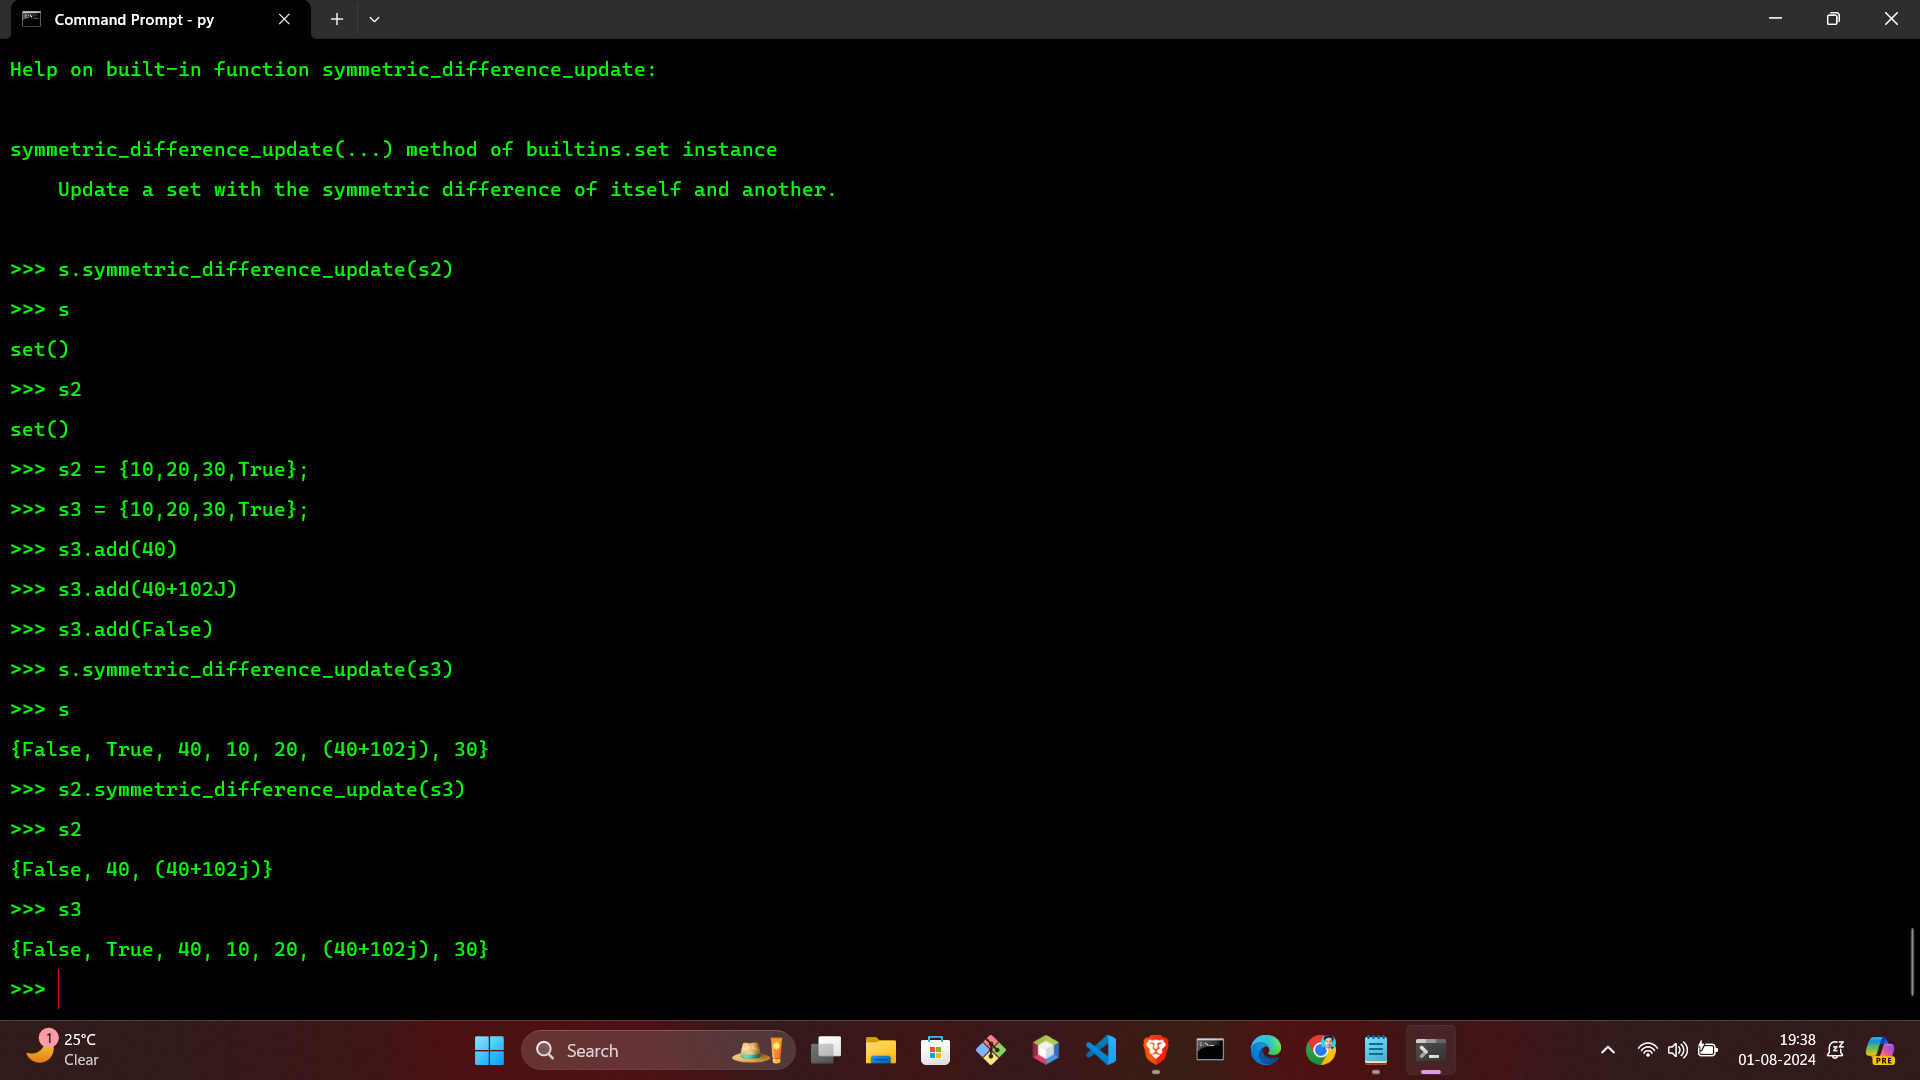 Command Prompt - py
Help on built-in function symmetric_difference_update:
symmetric_difference_update(...) method of builtins.set instance
    Update a set with the symmetric difference of itself and another.
>>> s.symmetric_difference_update(s2)
>>> s
set()
>>> s2
set()
>>> s2 = {10,20,30,True};
>>> s3 = {10,20,30,True};
>>> s3.add(40)
>>> s3.add(40+102J)
>>> s3.add(False)
>>> s.symmetric_difference_update(s3)
>>> s
{False, True, 40, 10, 20, (40+102j), 30}
>>> s2.symmetric_difference_update(s3)
>>> s2
{False, 40, (40+102j)}
>>> s3
{False, True, 40, 10, 20, (40+102j), 30}
>>>
1
25°C
Clear
Search
19:38
01-08-2024
PRE